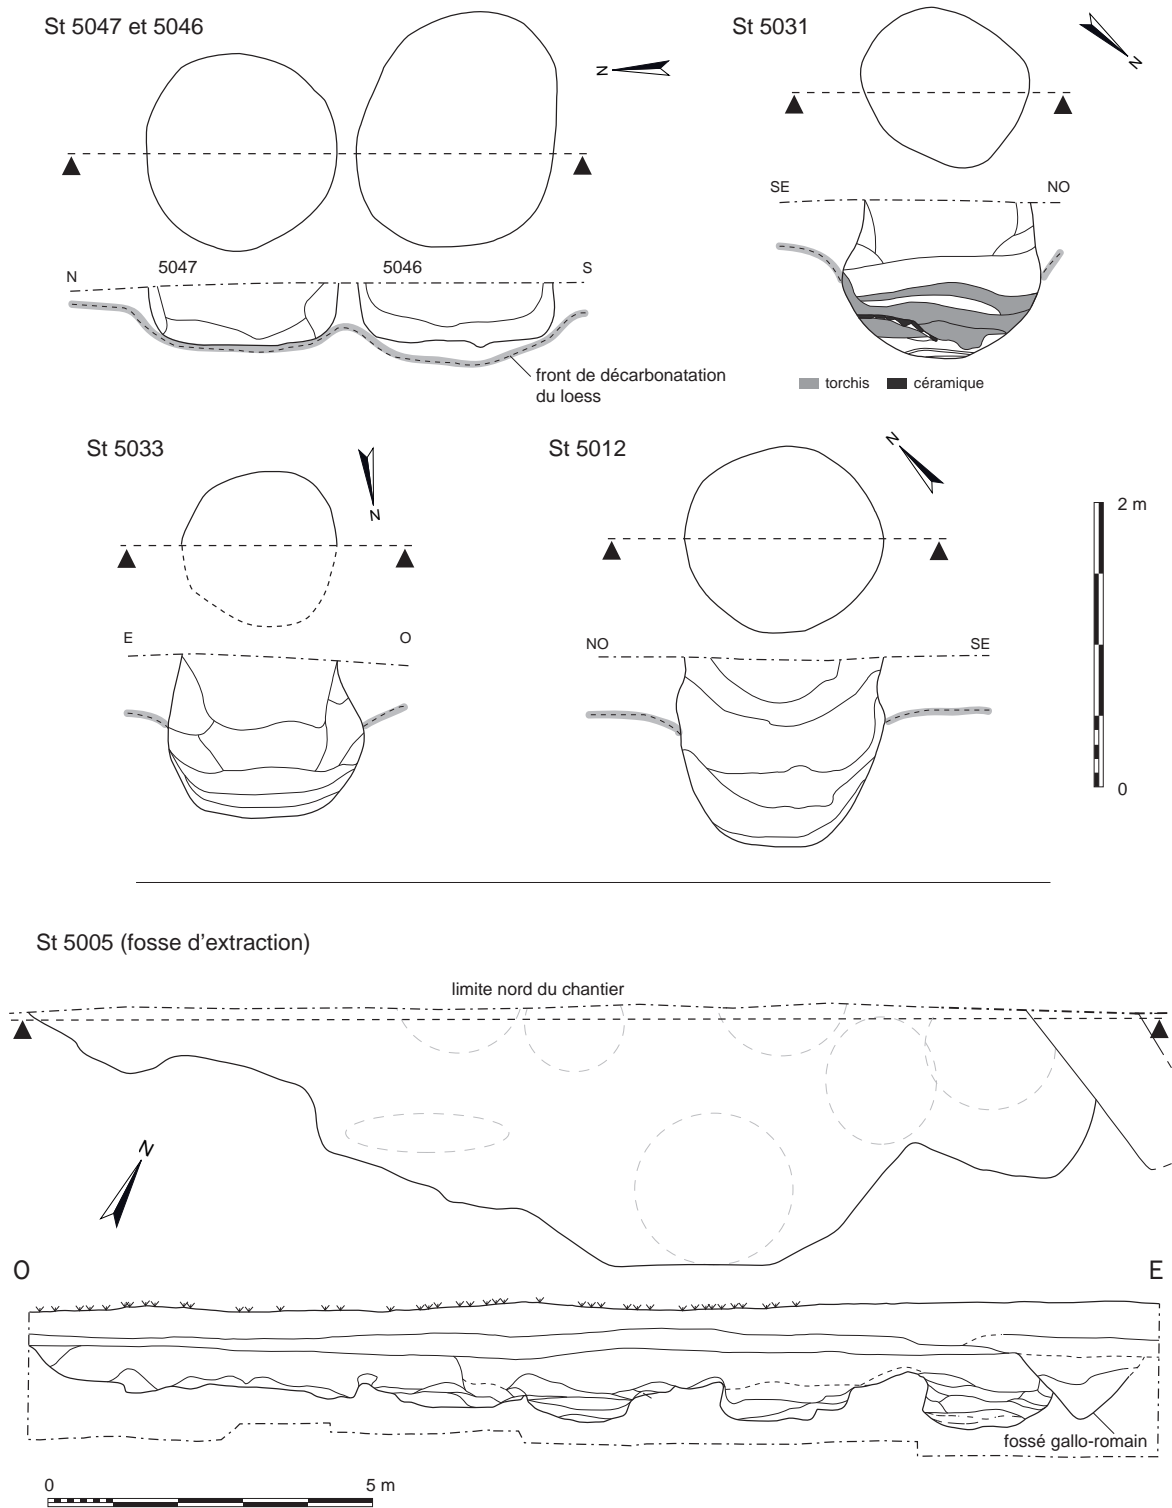 St 5047 et 5046
St 5031
N
N
SE
NO
N
5047
5046
S
front de décarbonatation
du loess
torchis
céramique
St 5033
St 5012
N
N
2 m
E
O
NO
SE
0
St 5005 (fosse d'extraction)
limite nord du chantier
N
O
E
fossé gallo-romain
0
5 m